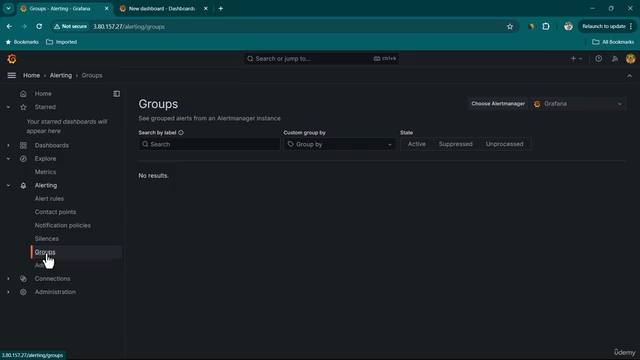 Groups - Alerting - Grafana
New dashboard - Dashboards
Not secure
3.80.157.27/alerting/groups
Relaunch to update
Bookmarks
Imported
All Bookmarks
Search or jump to...
ctrl+k
Home
Alerting
Groups
Home
Starred
Your starred dashboards will
appear here
Dashboards
Explore
Metrics
Alerting
Alert rules
Contact points
Notification policies
Silences
Groups
Connections
Administration
Groups
See grouped alerts from an Alertmanager instance
Choose Alertmanager
Grafana
Search by label
Custom group by
State
Search
Group by
Active
Suppressed
Unprocessed
No results.
3.80.157.27/alerting/groups
Udemy